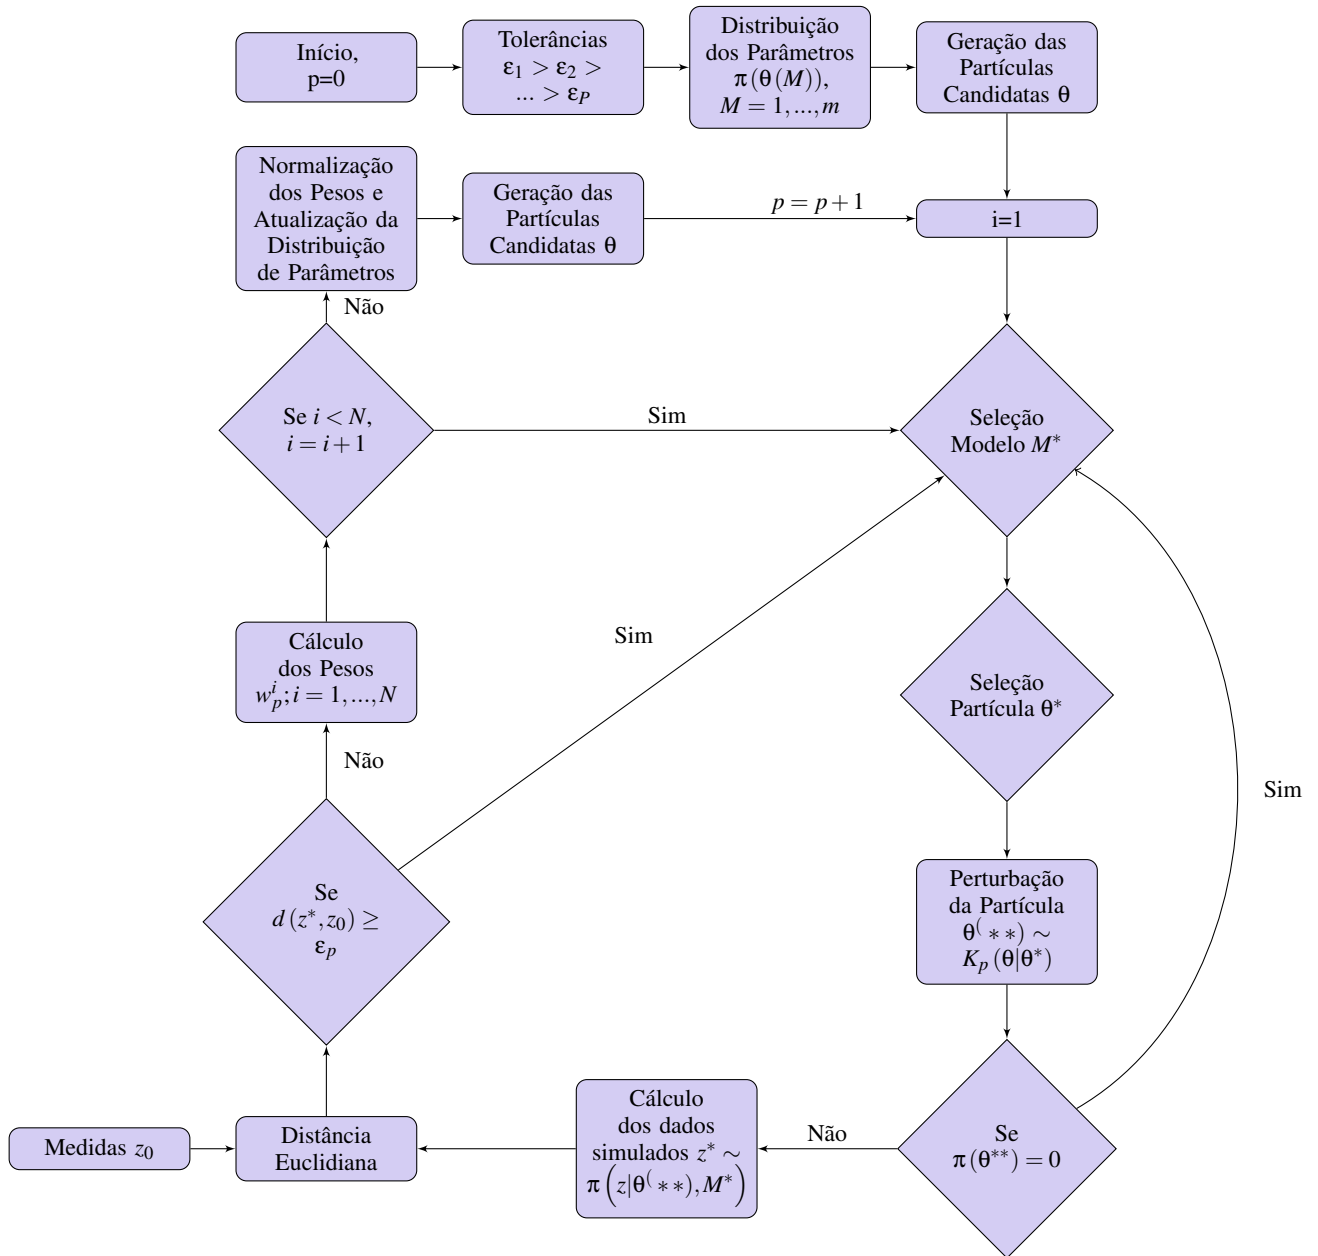 Início,
p=0
Tolerâncias
ε₁ > ε₂ >
... > ε_P
Distribuição
dos Parâmetros
π(θ(M)),
M = 1,...,m
Geração das
Partículas
Candidatas θ
Normalização
dos Pesos e
Atualização da
Distribuição
de Parâmetros
Geração das
Partículas
Candidatas θ
p = p+1
i=1
Não
Se i < N,
i = i+1
Sim
Seleção
Modelo M*
Cálculo
dos Pesos
w_p^i; i = 1,...,N
Sim
Seleção
Partícula θ*
Não
Sim
Se
d(z*,z₀) ≥
ε_p
Perturbação
da Partícula
θ^(∗∗) ∼
K_p(θ|θ*)
Medidas z₀
Distância
Euclidiana
Cálculo
dos dados
simulados z* ∼
π(z|θ^(∗∗),M*)
Não
Se
π(θ**) = 0